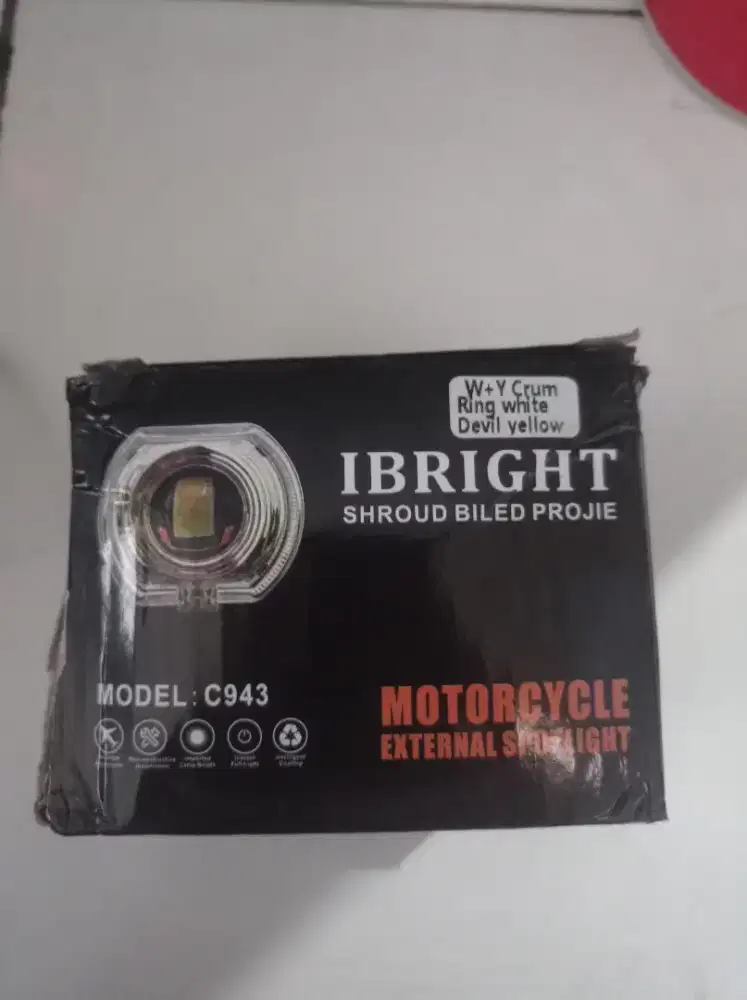 W+Y Crum
Ring white
Devil yellow
IBRIGHT
SHROUD BILED PROJIE
MODEL: C943
MOTORCYCLE
EXTERNAL SPOTLIGHT